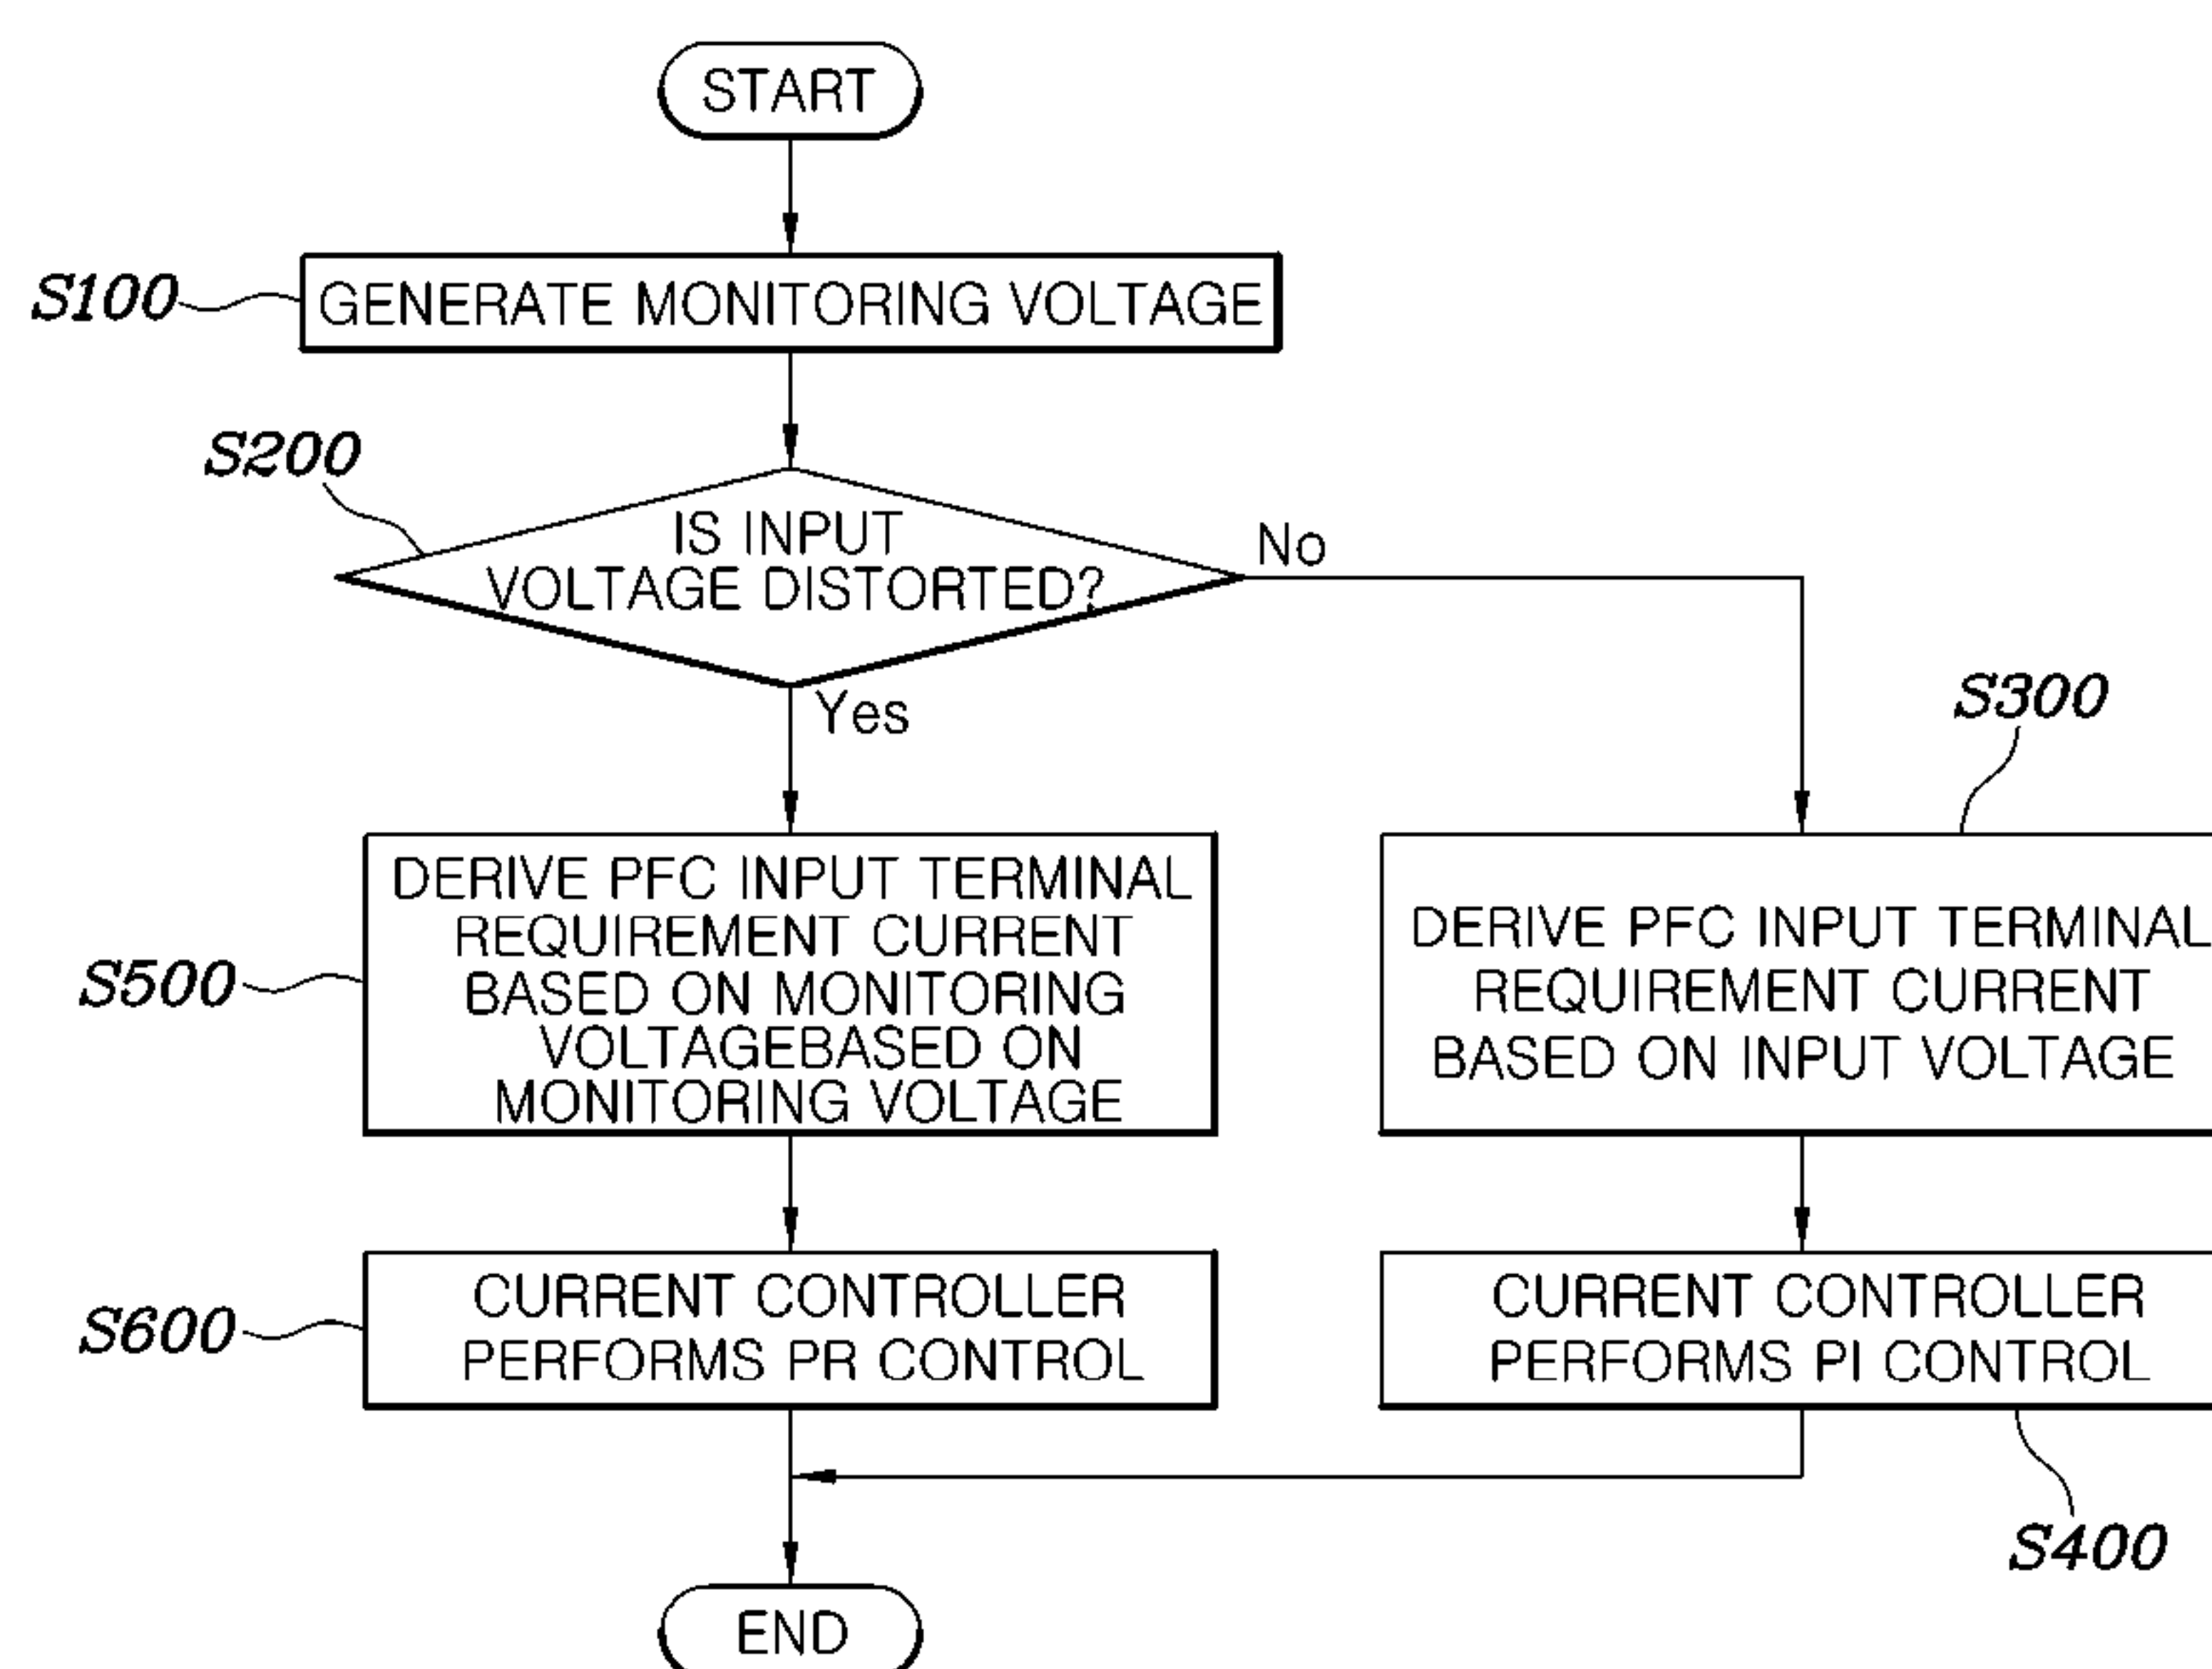 START
S100
GENERATE MONITORING VOLTAGE
S200
IS INPUT
VOLTAGE DISTORTED?
No
Yes
S300
S500
DERIVE PFC INPUT TERMINAL
REQUIREMENT CURRENT
BASED ON MONITORING
VOLTAGEBASED ON
MONITORING VOLTAGE
DERIVE PFC INPUT TERMINAL
REQUIREMENT CURRENT
BASED ON INPUT VOLTAGE
S600
CURRENT CONTROLLER
PERFORMS PR CONTROL
CURRENT CONTROLLER
PERFORMS PI CONTROL
S400
END